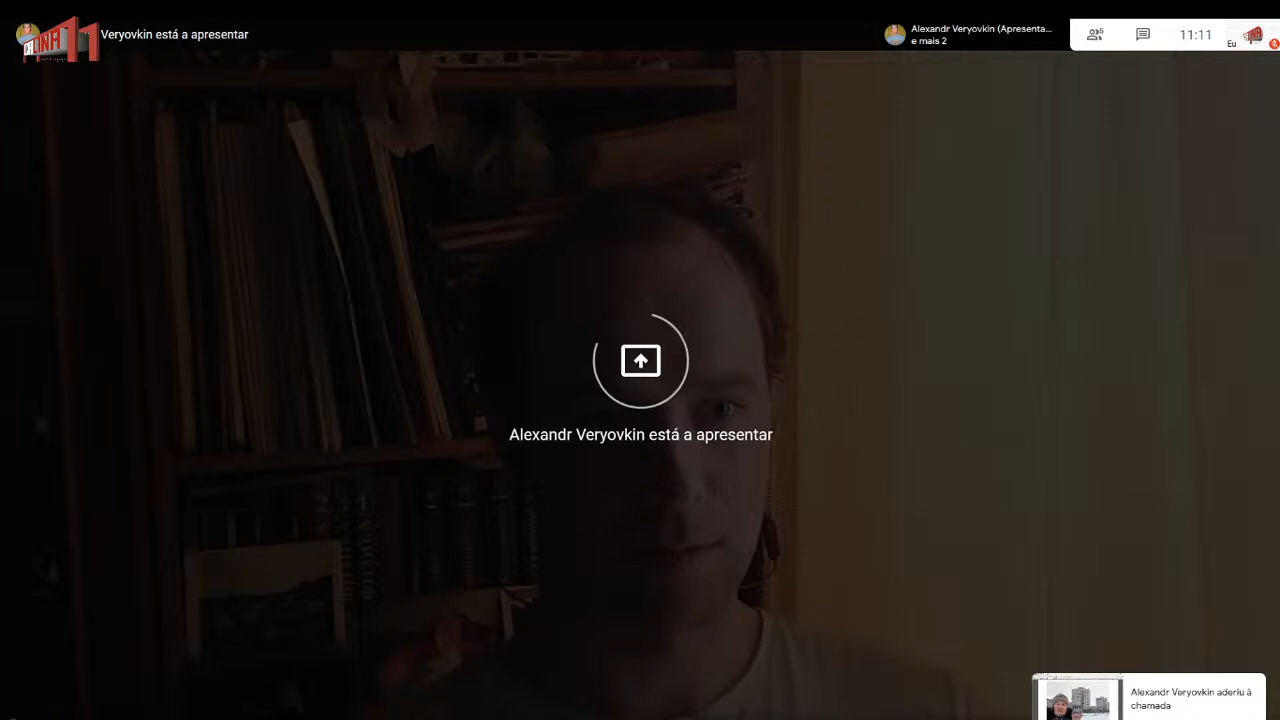 Veryovkin está a apresentar
Alexandr Veryovkin (Apresenta...
e mais 2
11:11
Eu
Alexandr Veryovkin está a apresentar
Alexandr Veryovkin aderiu à
chamada